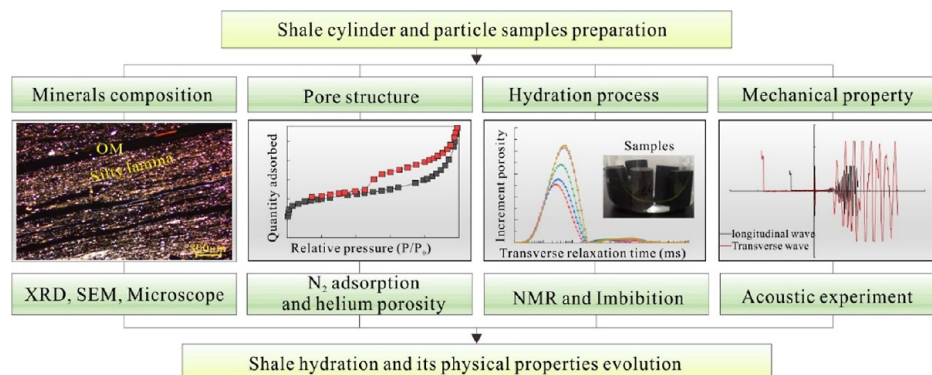 Shale cylinder and particle samples preparation
Minerals composition
Pore structure
Hydration process
Mechanical property
OM
Silty lamina
500μm
Quantity adsorbed
Relative pressure (P/P₀)
Samples
Increment porosity
Transverse relaxation time (ms)
longitudinal wave
Transverse wave
XRD, SEM, Microscope
N₂ adsorption
and helium porosity
NMR and Imbibition
Acoustic experiment
Shale hydration and its physical properties evolution